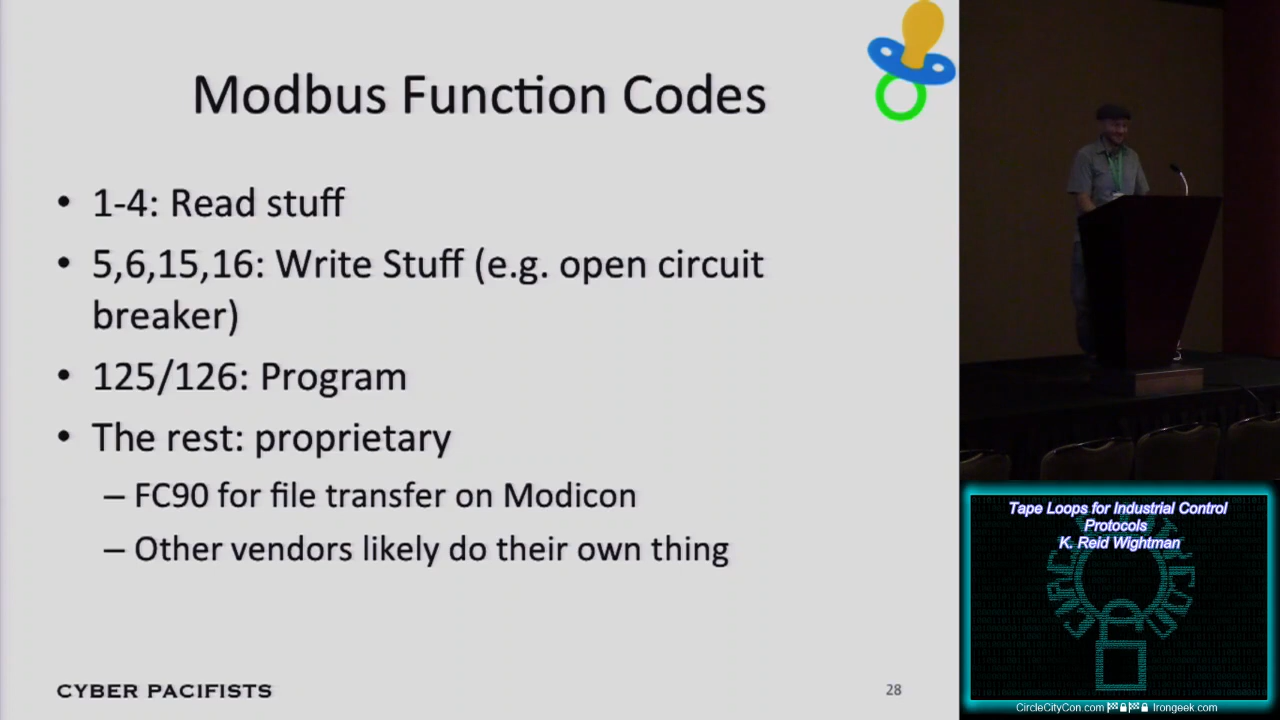 Modbus Function Codes
• 1-4: Read stuff
• 5,6,15,16: Write Stuff (e.g. open circuit
breaker)
• 125/126: Program
• The rest: proprietary
– FC90 for file transfer on Modicon
– Other vendors likely do their own thing
CYBER PACIFISTS
28
Tape Loops for Industrial Control
Protocols
K. Reid Wightman
CircleCityCon.com Irongeek.com